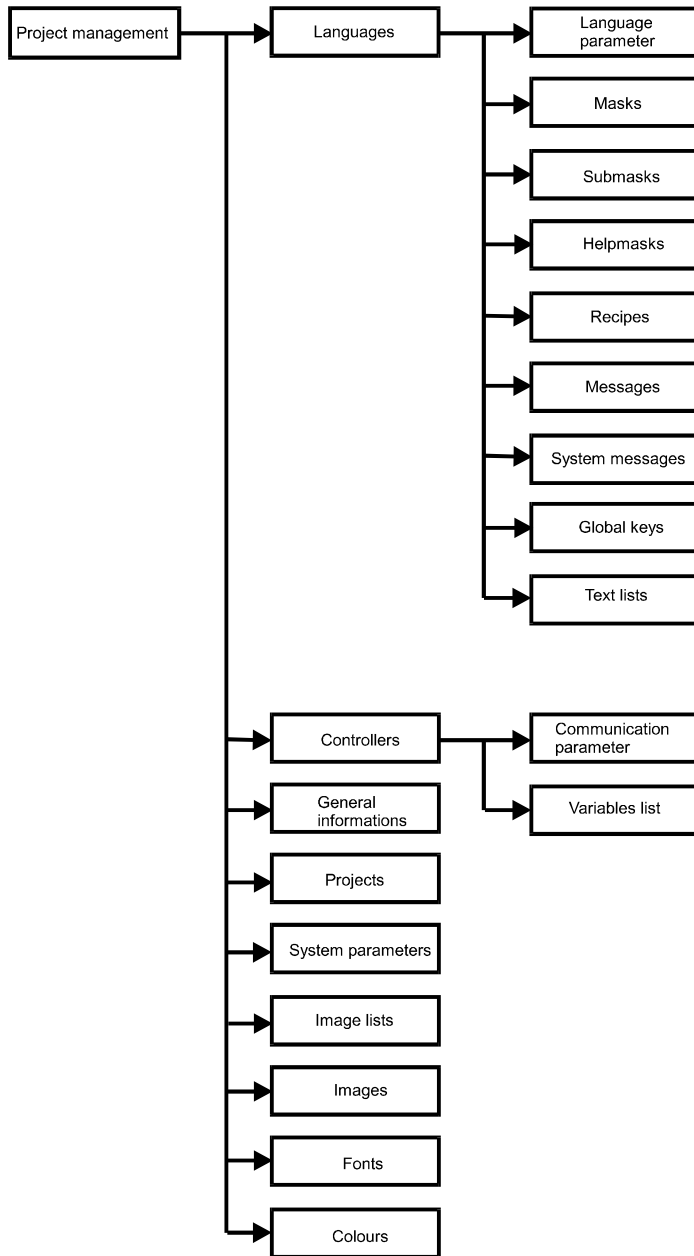 Project management
Languages
Language
parameter
Masks
Submasks
Helpmasks
Recipes
Messages
System messages
Global keys
Text lists
Controllers
Communication
parameter
Variables list
General
informations
Projects
System parameters
Image lists
Images
Fonts
Colours